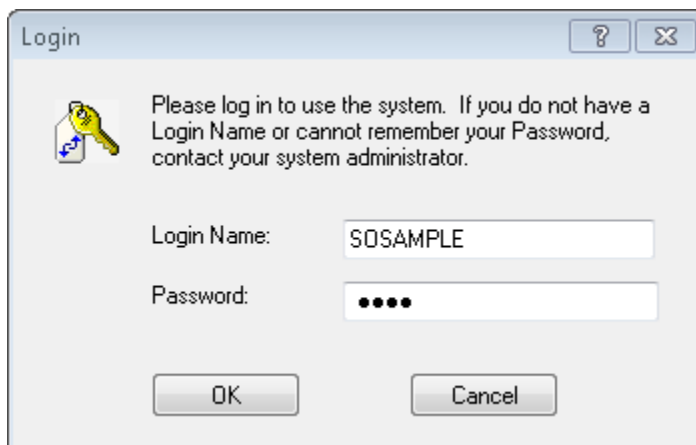 Login
Please log in to use the system.  If you do not have a
Login Name or cannot remember your Password,
contact your system administrator.
Login Name: SOSAMPLE
Password: ●●●●
OK Cancel